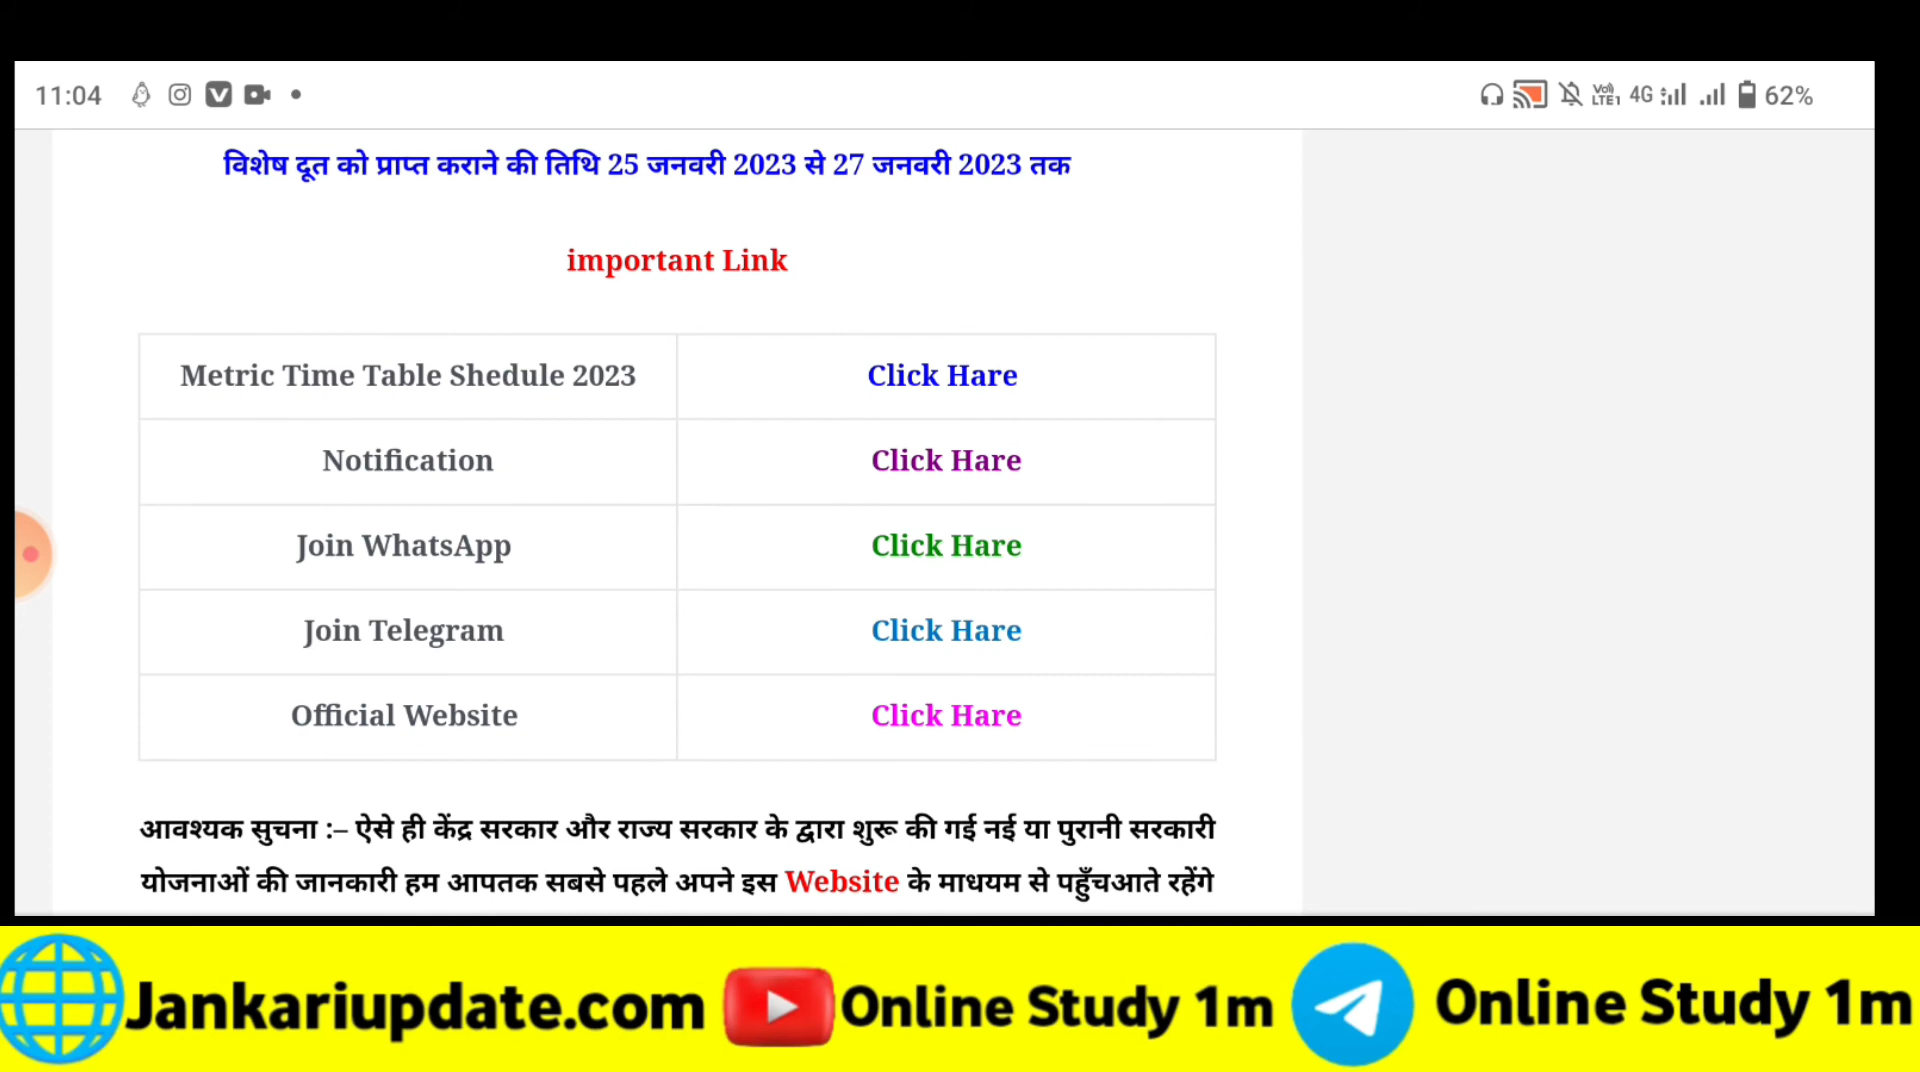 11:04 VoI) LTE1 4G 62%
विशेष दूत को प्राप्त कराने की तिथि 25 जनवरी 2023 से 27 जनवरी 2023 तक
important Link
Metric Time Table Shedule 2023 Click Hare
Notification Click Hare
Join WhatsApp Click Hare
Join Telegram Click Hare
Official Website Click Hare
आवश्यक सुचना :– ऐसे ही केंद्र सरकार और राज्य सरकार के द्वारा शुरू की गई नई या पुरानी सरकारी
योजनाओं की जानकारी हम आपतक सबसे पहले अपने इस Website के माधयम से पहुँचआते रहेंगे
Jankariupdate.com Online Study 1m Online Study 1m